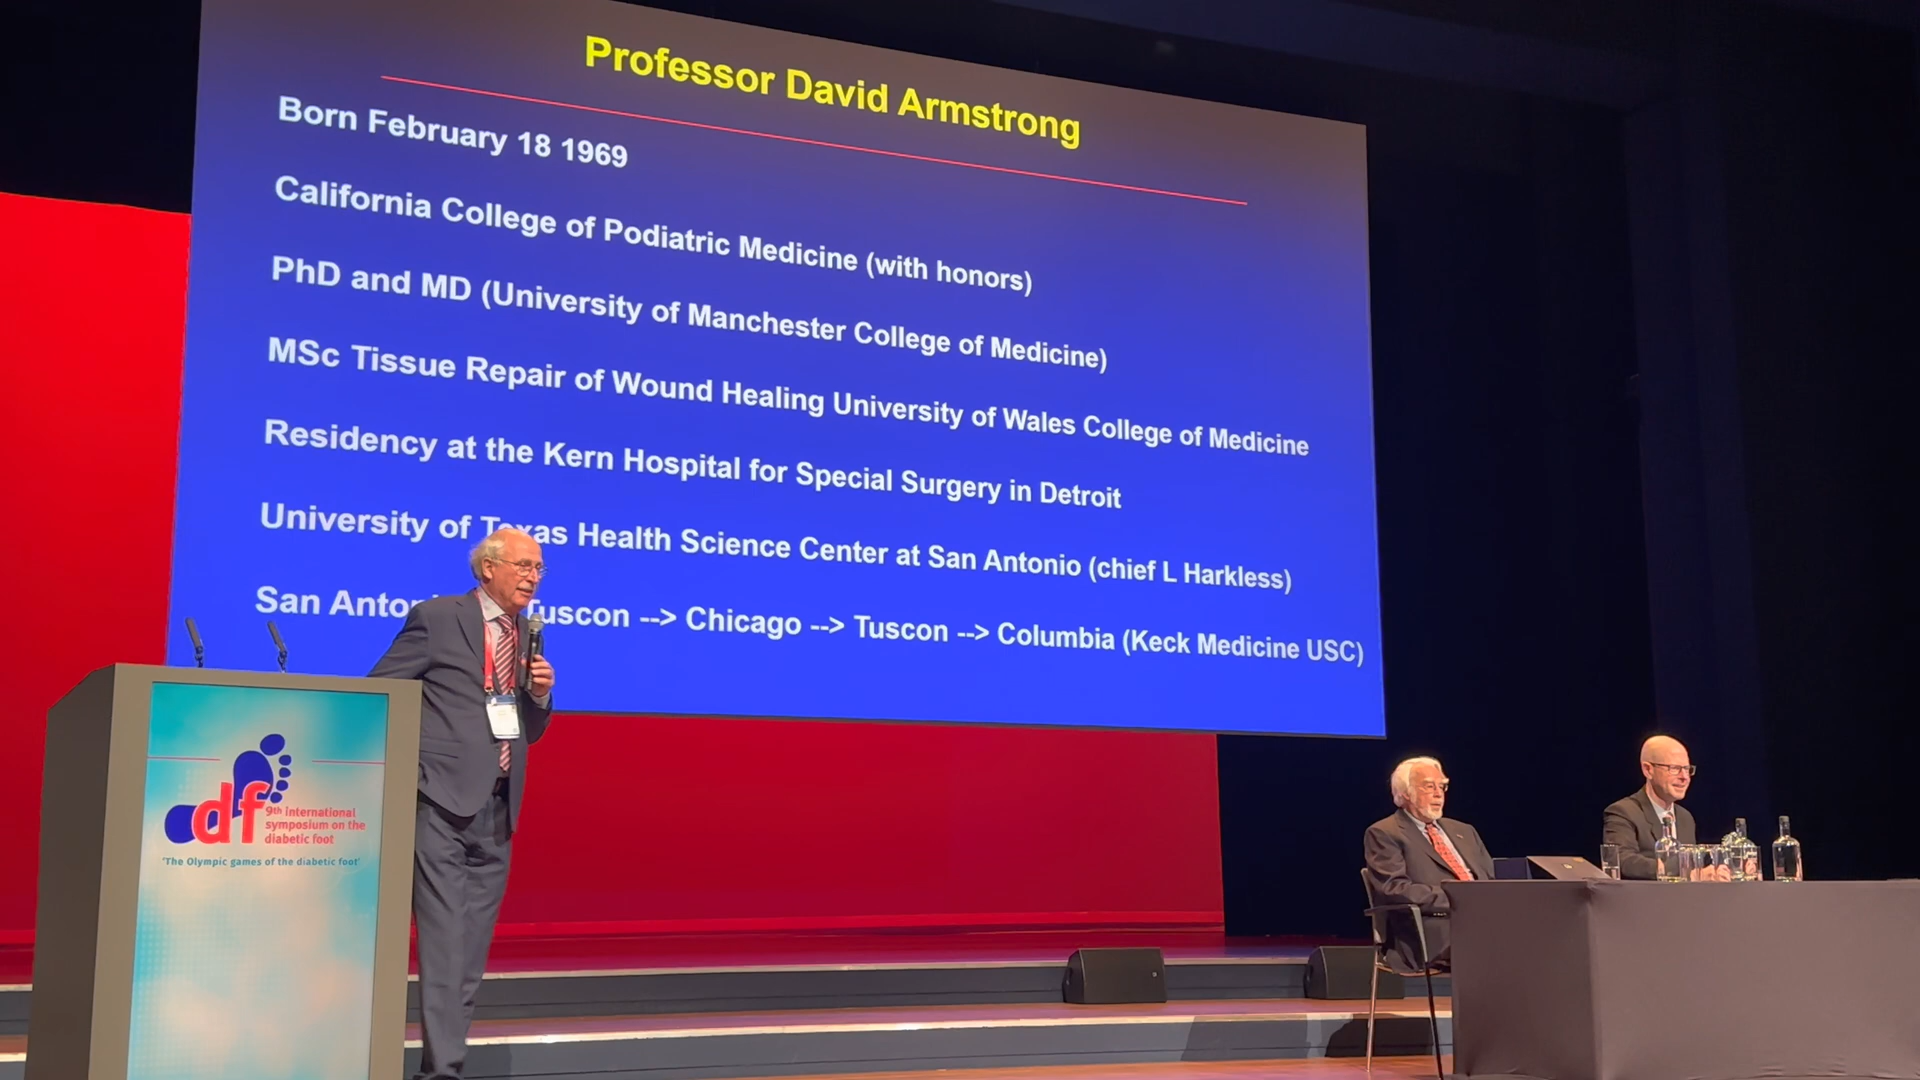 Professor David Armstrong
Born February 18 1969
California College of Podiatric Medicine (with honors)
PhD and MD (University of Manchester College of Medicine)
MSc Tissue Repair of Wound Healing University of Wales College of Medicine
Residency at the Kern Hospital for Special Surgery in Detroit
University of Texas Health Science Center at San Antonio (chief L Harkless)
San Tuscon --> Chicago --> Tuscon --> Columbia (Keck Medicine USC)
df
9th international
symposium on the
diabetic foot
'The Olympic games of the diabetic foot'